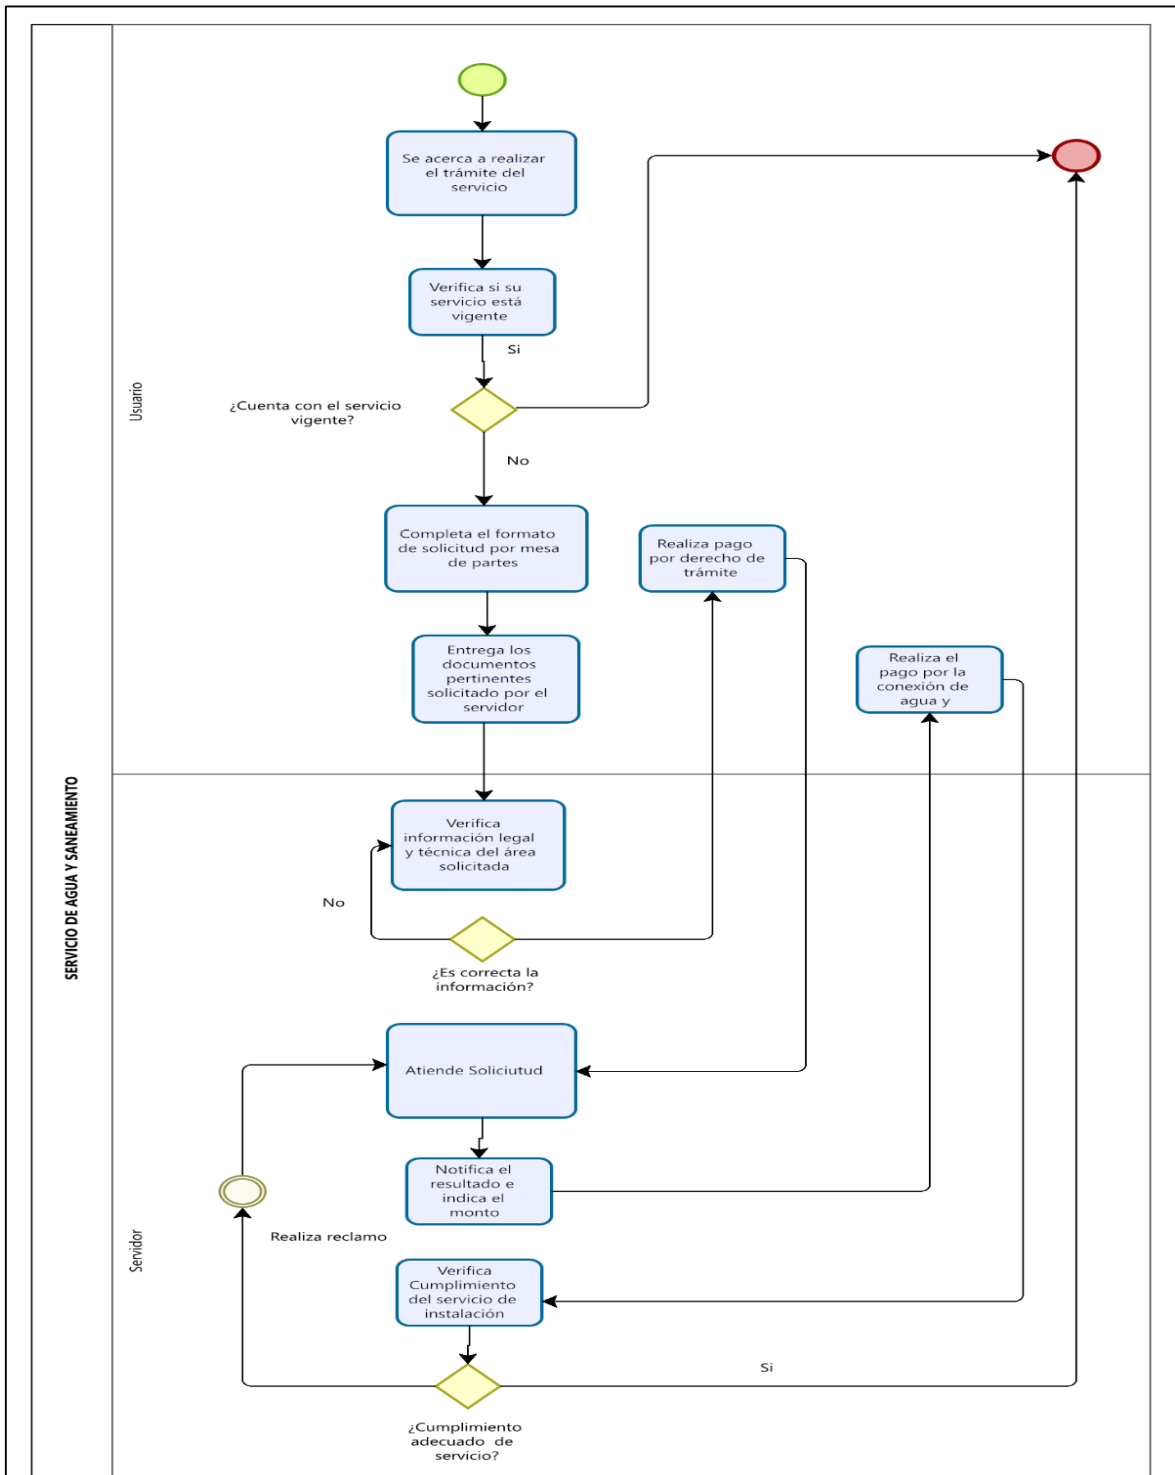 SERVICIO DE AGUA Y SANEAMIENTO
Usuario
Se acerca a realizar
el trámite del
servicio
Verifica si su
servicio está
vigente
Si
¿Cuenta con el servicio
vigente?
No
Completa el formato
de solicitud por mesa
de partes
Realiza pago
por derecho de
trámite
Entrega los
documentos
pertinentes
solicitado por el
servidor
Realiza el
pago por la
conexión de
agua y
Servidor
Verifica
información legal
y técnica del área
solicitada
No
¿Es correcta la
información?
Atiende Soliciutud
Notifica el
resultado e
indica el
monto
Realiza reclamo
Verifica
Cumplimiento
del servicio de
instalación
Si
¿Cumplimiento
adecuado de
servicio?